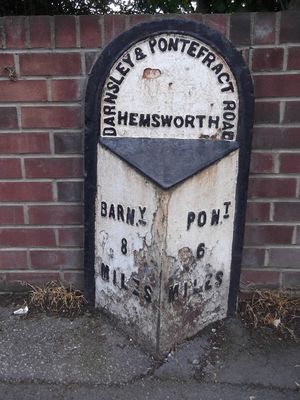 BARNSLEY & PONTEFRACT ROAD
HEMSWORTH
BARN.Y
8
MILES
PON.T
6
MILES